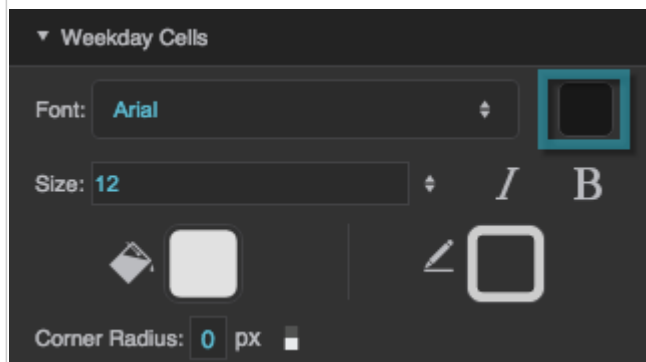 Weekday Cells
Font: Arial
Size: 12 I B
Corner Radius: 0 px